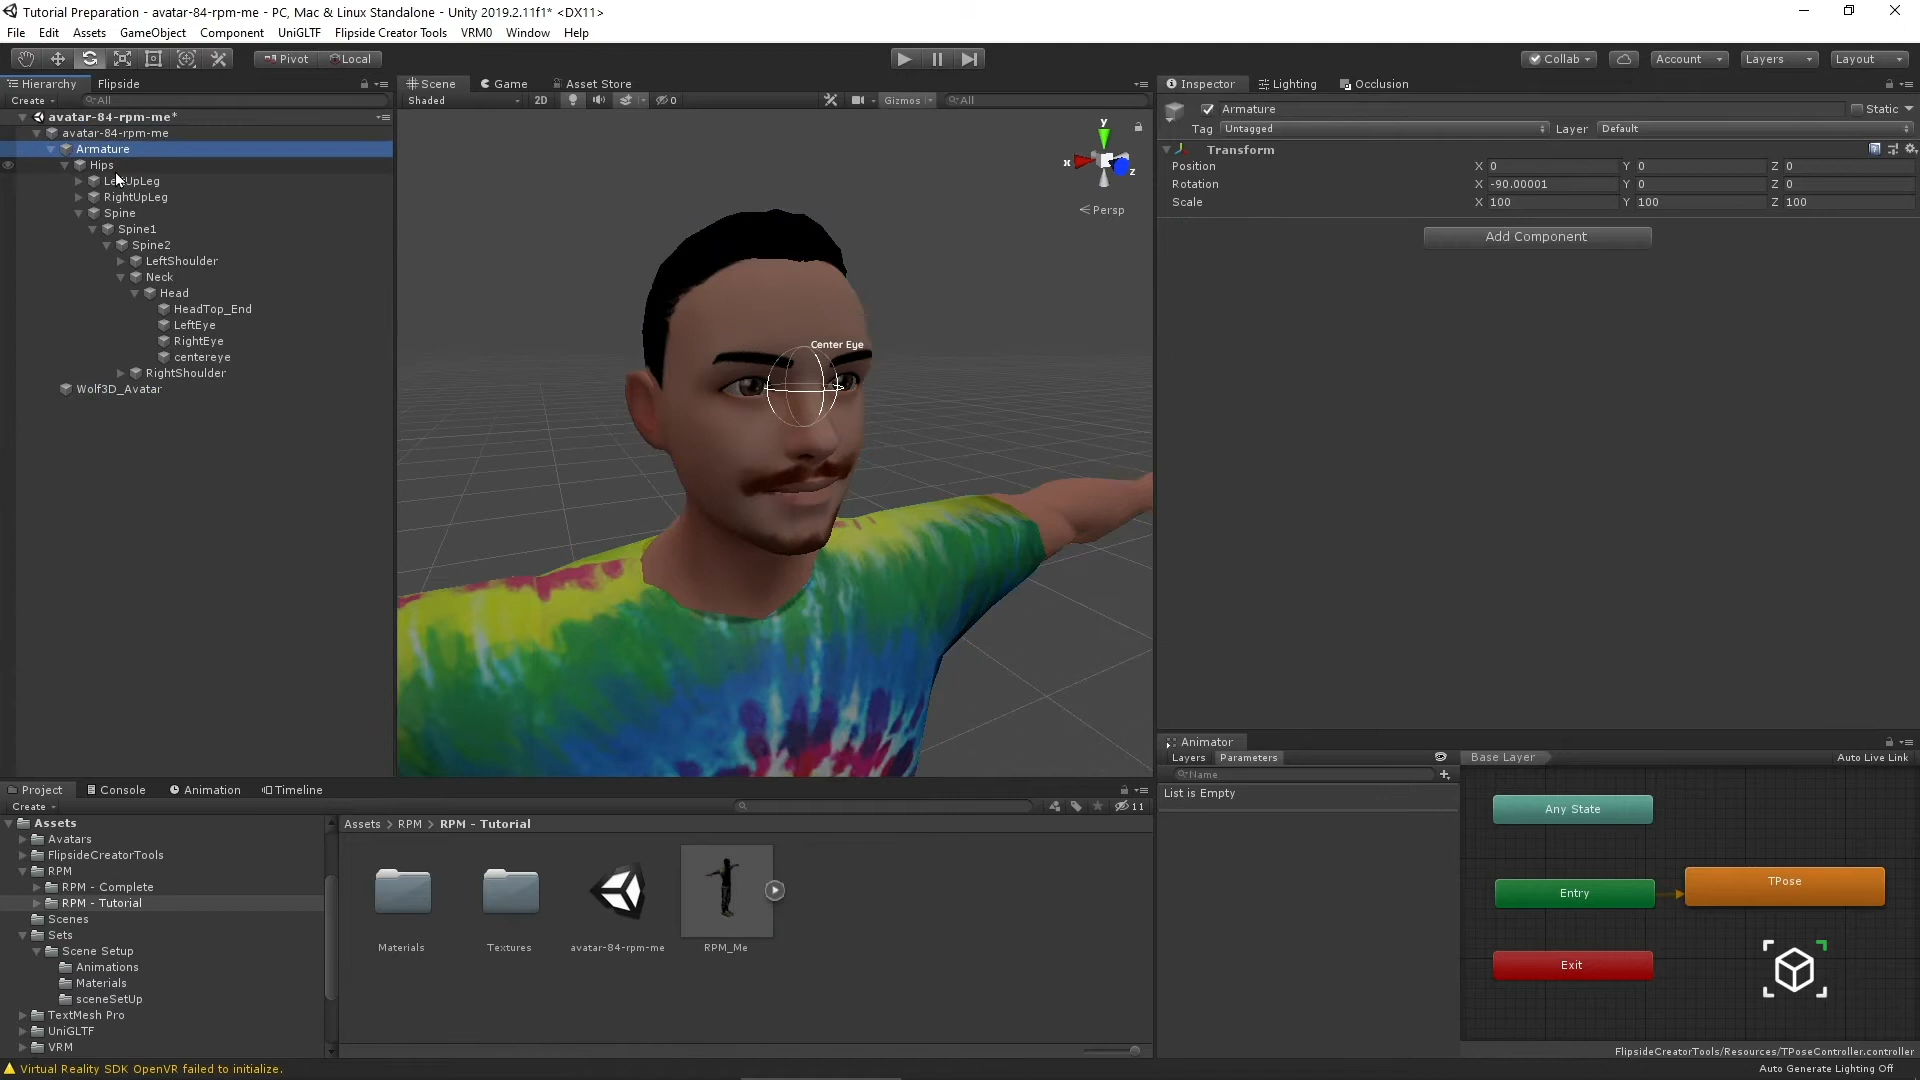 Tutorial Preparation - avatar-84-rpm-me - PC, Mac & Linux Standalone - Unity 2019.2.11f1* <DX11>
File Edit Assets GameObject Component UniGLTF Flipside Creator Tools VRM0 Window Help
Pivot Local Collab Account Layers Layout
Hierarchy Flipside Scene Game Asset Store Inspector Lighting Occlusion
Create All Shaded 2D 0 Gizmos All
avatar-84-rpm-me*
avatar-84-rpm-me
Armature
Hips
LeftUpLeg
RightUpLeg
Spine
Spine1
Spine2
LeftShoulder
Neck
Head
HeadTop_End
LeftEye
RightEye
centereye
RightShoulder
Wolf3D_Avatar
y
x
z
Persp
Center Eye
Armature Static
Tag Untagged Layer Default
Transform
Position X 0 Y 0 Z 0
Rotation X -90.00001 Y 0 Z 0
Scale X 100 Y 100 Z 100
Add Component
Animator
Layers Parameters Base Layer Auto Live Link
Name
List is Empty
Any State
Entry
TPose
Exit
FlipsideCreatorTools/Resources/TPoseController.controller
Auto Generate Lighting Off
Project Console Animation Timeline
Create 11
Assets
Avatars
FlipsideCreatorTools
RPM
RPM - Complete
RPM - Tutorial
Scenes
Sets
Scene Setup
Animations
Materials
sceneSetUp
TextMesh Pro
UniGLTF
VRM
Assets > RPM > RPM - Tutorial
Materials Textures avatar-84-rpm-me RPM_Me
Virtual Reality SDK OpenVR failed to initialize.